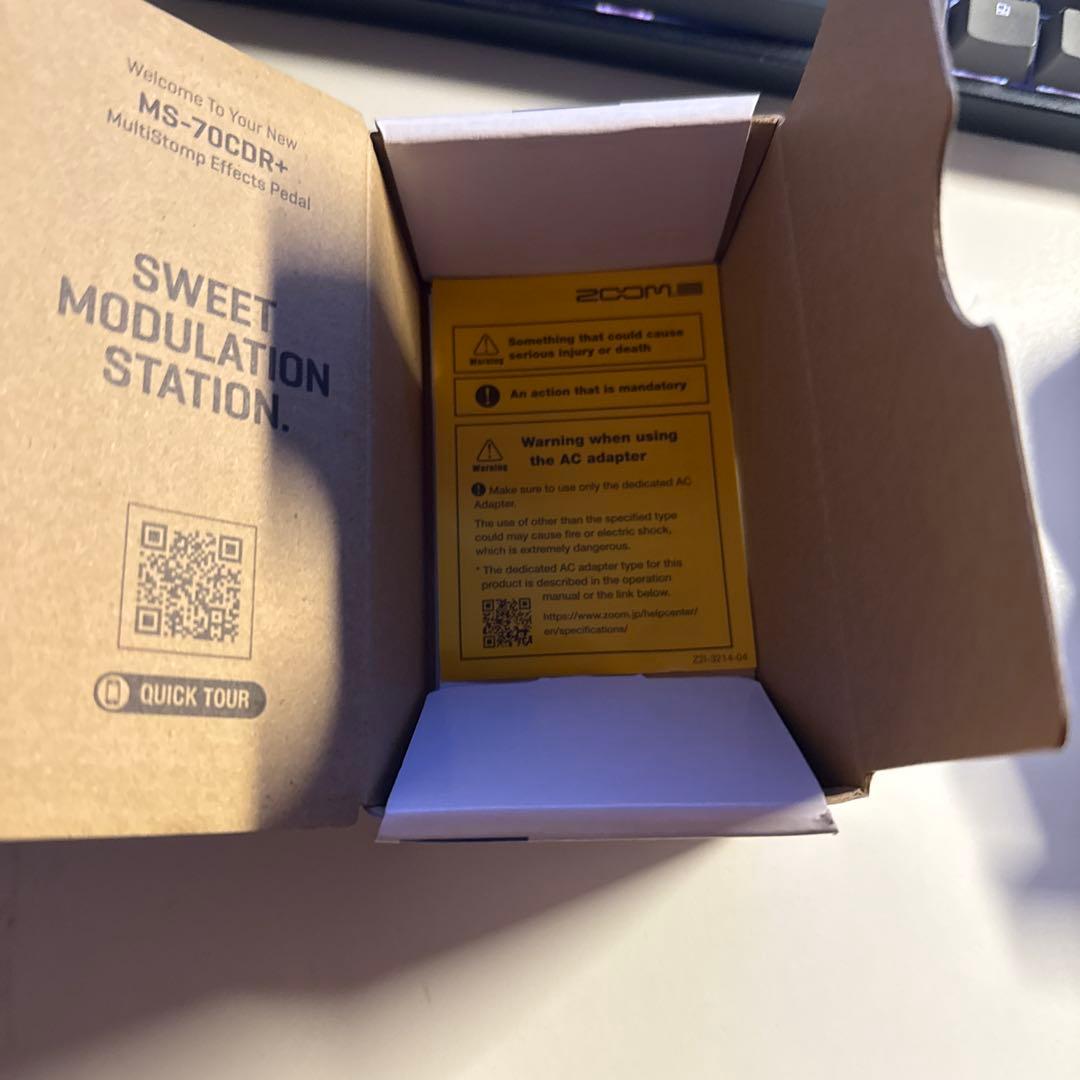 Welcome To Your New
MS-70CDR+
MultiStomp Effects Pedal
SWEET
MODULATION
STATION.
QUICK TOUR
ZOOM
Warning
Something that could cause
serious injury or death
An action that is mandatory
Warning
Warning when using
the AC adapter
Make sure to use only the dedicated AC
Adapter.
The use of other than the specified type
could may cause fire or electric shock,
which is extremely dangerous.
* The dedicated AC adapter type for this
product is described in the operation
manual or the link below.
https://www.zoom.jp/helpcenter/
en/specifications/
Z2I-3214-04